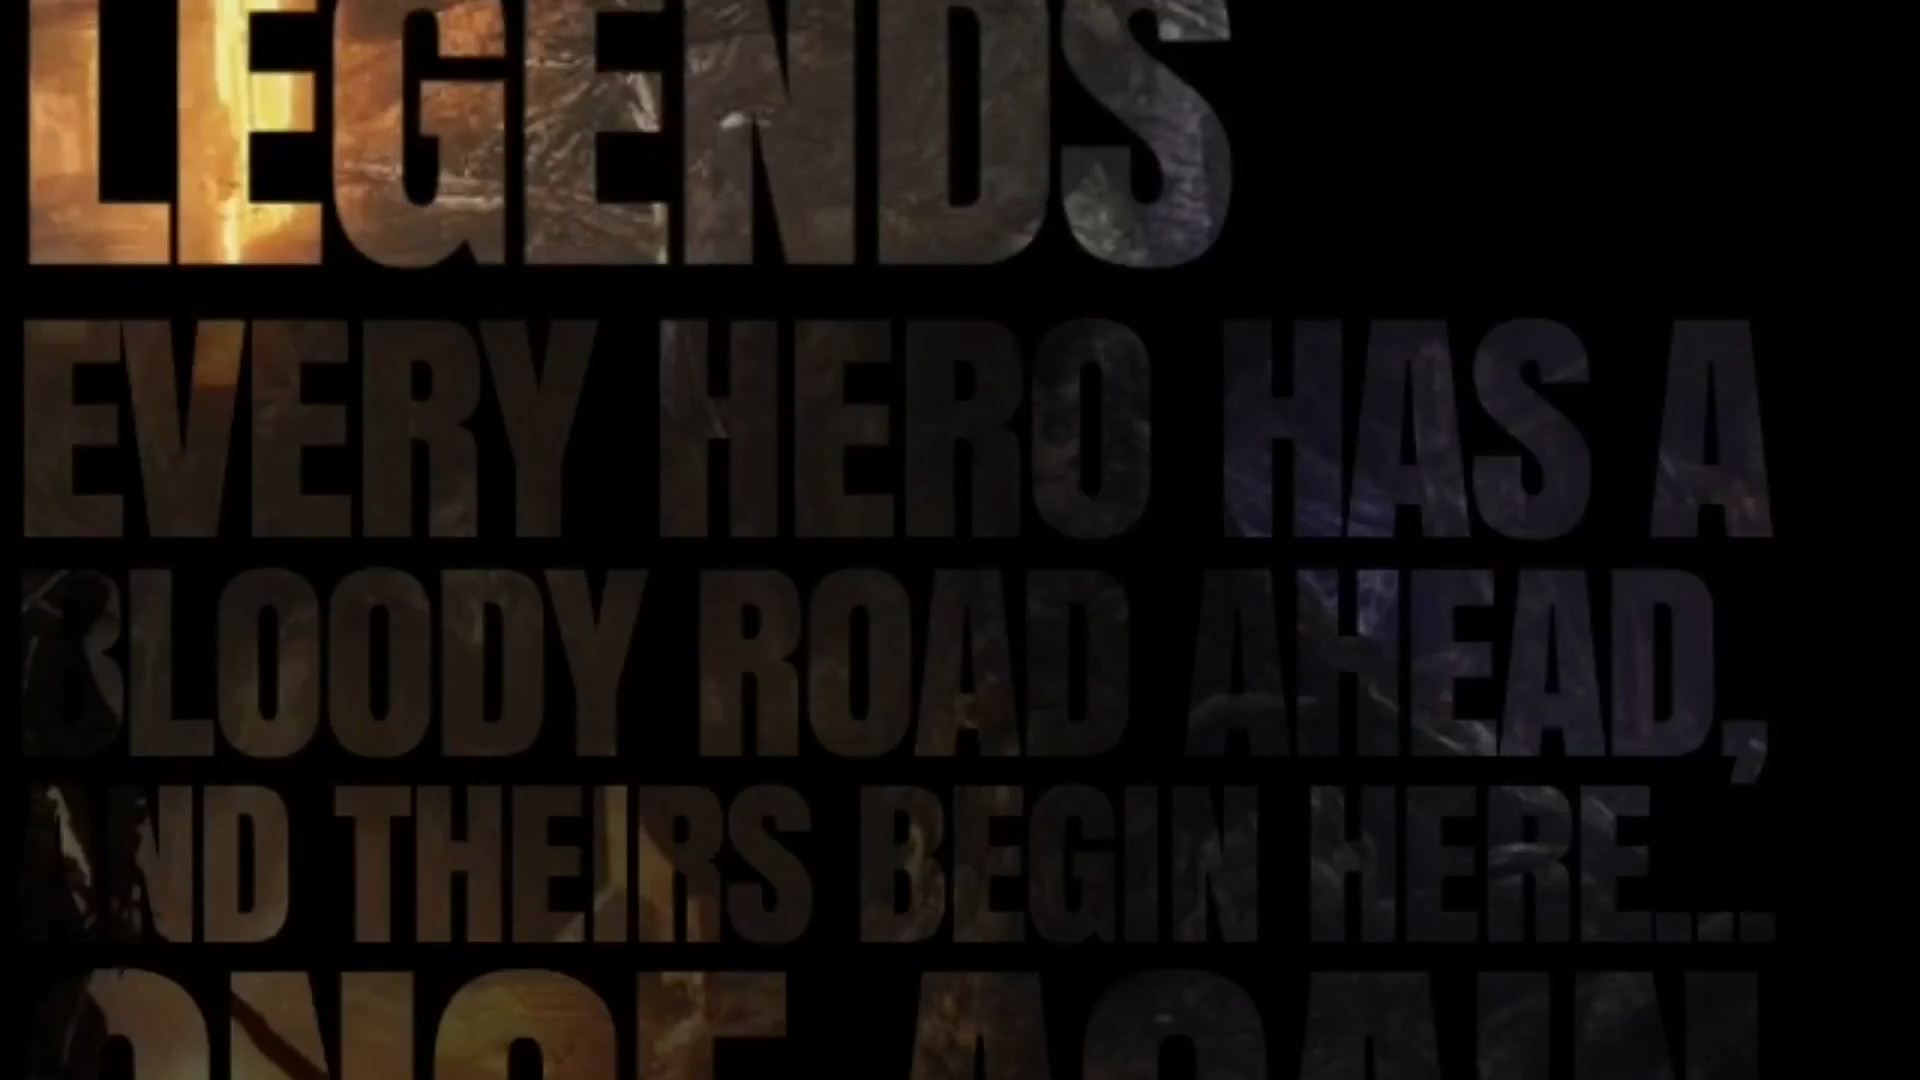 LEGENDS
EVERY HERO HAS A
BLOODY ROAD AHEAD,
AND THEIRS BEGIN HERE...
ONCE AGAIN